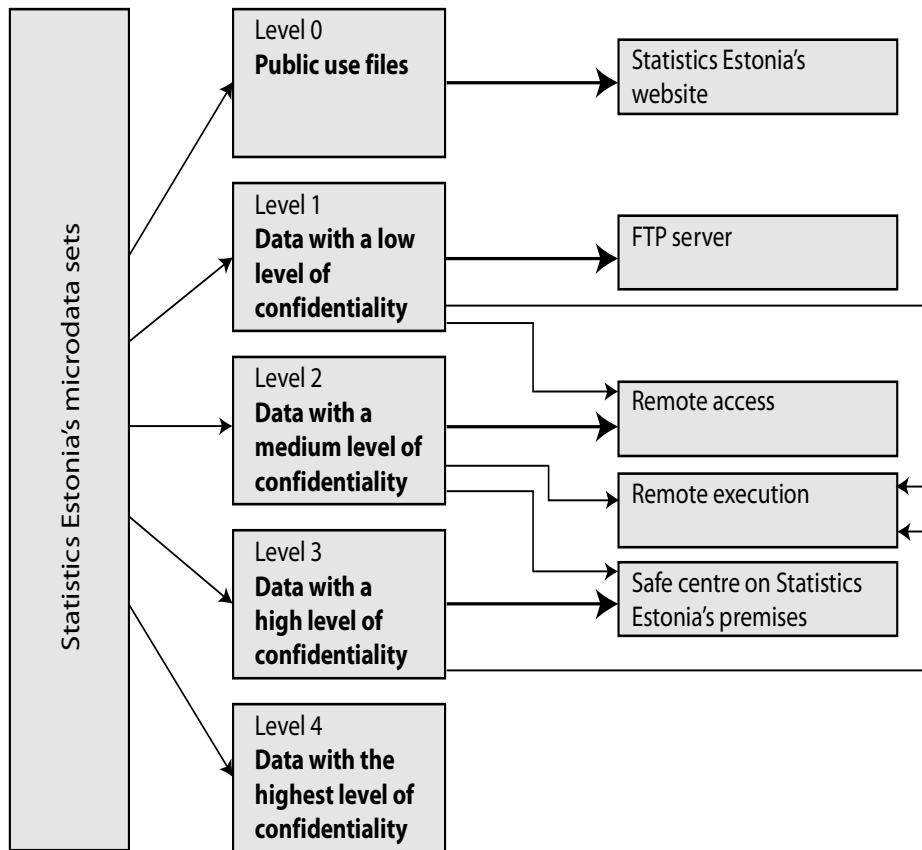 Statistics Estonia's microdata sets
Level 0
Public use files
Statistics Estonia's
website
Level 1
Data with a low
level of
confidentiality
FTP server
Level 2
Data with a
medium level of
confidentiality
Remote access
Remote execution
Level 3
Data with a
high level of
confidentiality
Safe centre on Statistics
Estonia's premises
Level 4
Data with the
highest level of
confidentiality